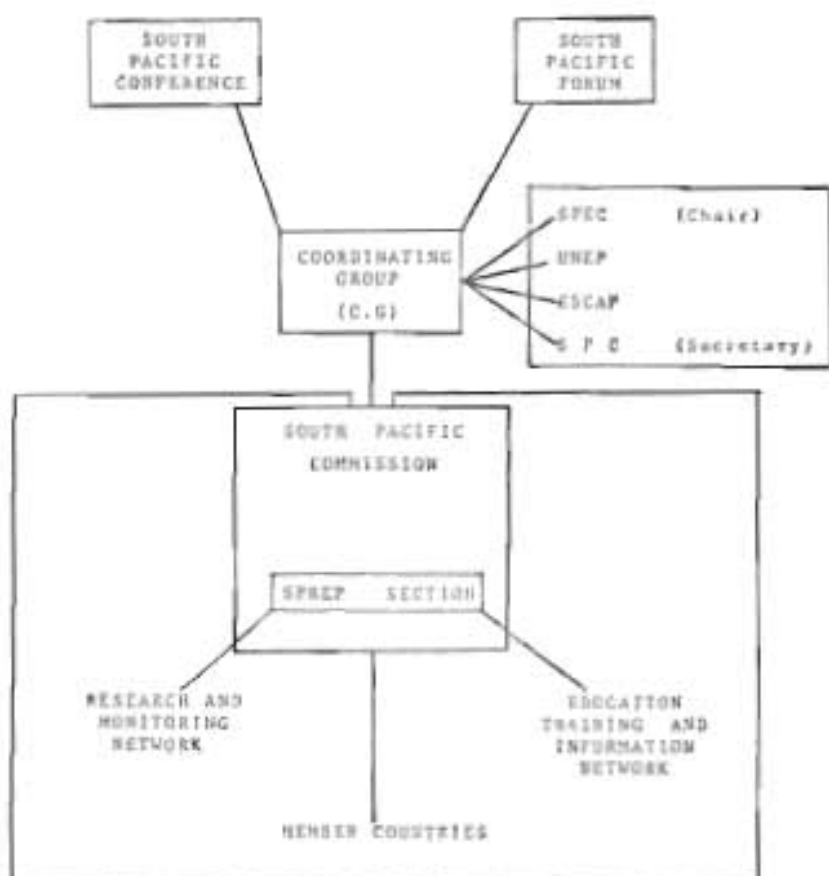 SOUTH
PACIFIC
CONFERENCE
SOUTH
PACIFIC
FORUM
COORDINATING
GROUP
(C.G)
SPEC (Chair)
UNEP
ESCAP
S P C (Secretary)
SOUTH PACIFIC
COMMISSION
SPREP SECTION
RESEARCH AND
MONITORING
NETWORK
EDUCATION
TRAINING AND
INFORMATION
NETWORK
MEMBER COUNTRIES